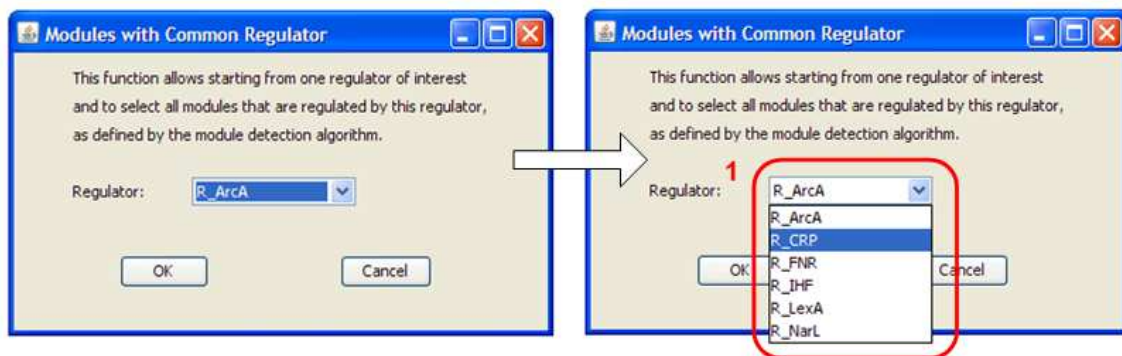 Modules with Common Regulator
This function allows starting from one regulator of interest
and to select all modules that are regulated by this regulator,
as defined by the module detection algorithm.
Regulator: R_ArcA
OK Cancel
Modules with Common Regulator
This function allows starting from one regulator of interest
and to select all modules that are regulated by this regulator,
as defined by the module detection algorithm.
1
Regulator: R_ArcA
R_ArcA
R_CRP
R_FNR
OK Cancel
R_IHF
R_LexA
R_NarL